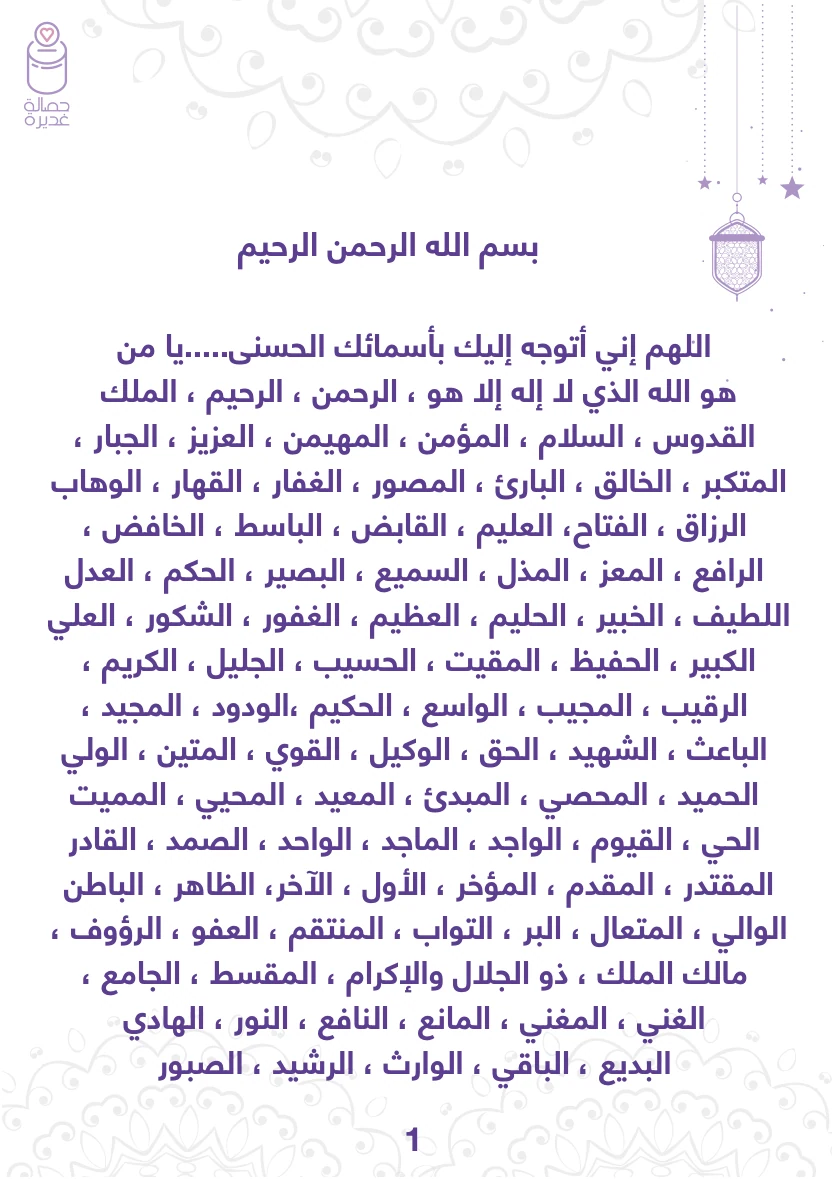 حصالة
غديرة
بسم الله الرحمن الرحيم
اللهم إني أتوجه إليك بأسمائك الحسنى.....يا من
هو الله الذي لا إله إلا هو ، الرحمن ، الرحيم ، الملك
القدوس ، السلام ، المؤمن ، المهيمن ، العزيز ، الجبار ،
المتكبر ، الخالق ، البارئ ، المصور ، الغفار ، القهار ، الوهاب
الرزاق ، الفتاح، العليم ، القابض ، الباسط ، الخافض ،
الرافع ، المعز ، المذل ، السميع ، البصير ، الحكم ، العدل
اللطيف ، الخبير ، الحليم ، العظيم ، الغفور ، الشكور ، العلي
الكبير ، الحفيظ ، المقيت ، الحسيب ، الجليل ، الكريم ،
الرقيب ، المجيب ، الواسع ، الحكيم ،الودود ، المجيد ،
الباعث ، الشهيد ، الحق ، الوكيل ، القوي ، المتين ، الولي
الحميد ، المحصي ، المبدئ ، المعيد ، المحيي ، المميت
الحي ، القيوم ، الواجد ، الماجد ، الواحد ، الصمد ، القادر
المقتدر ، المقدم ، المؤخر ، الأول ، الآخر، الظاهر ، الباطن
الوالي ، المتعال ، البر ، التواب ، المنتقم ، العفو ، الرؤوف ،
مالك الملك ، ذو الجلال والإكرام ، المقسط ، الجامع ،
الغني ، المغني ، المانع ، النافع ، النور ، الهادي
البديع ، الباقي ، الوارث ، الرشيد ، الصبور
1